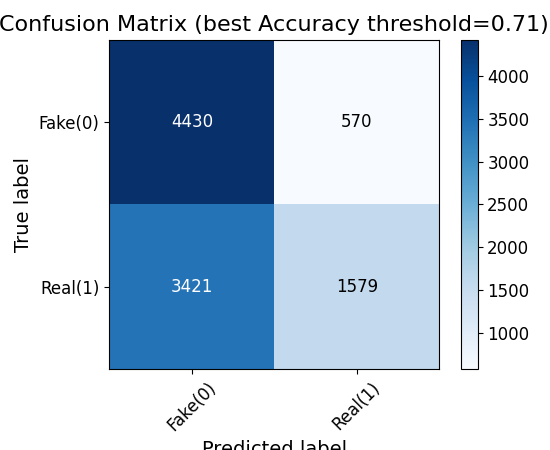 Confusion Matrix (best Accuracy threshold=0.71)
Fake(0)
4430
570
Real(1)
3421
1579
True label
Fake(0)
Real(1)
Predicted label
4000
3500
3000
2500
2000
1500
1000